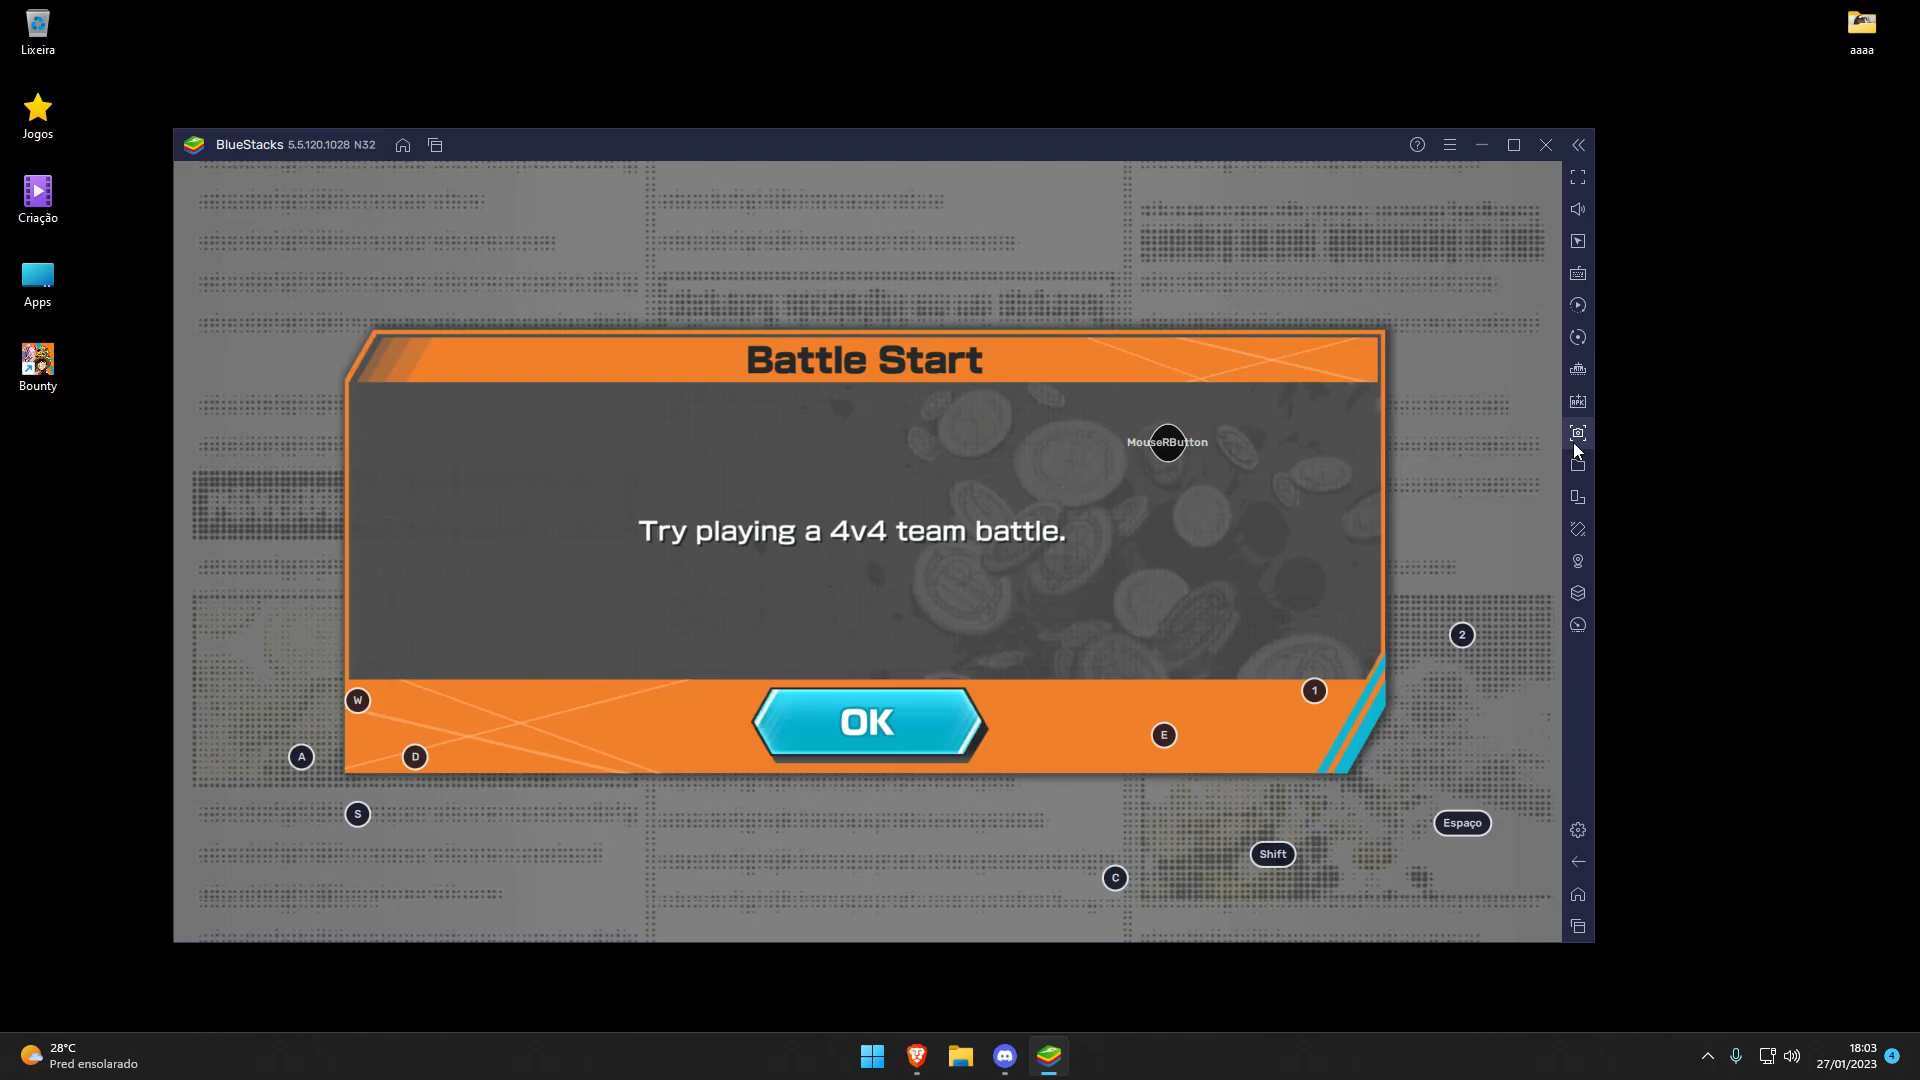 Lixeira
aaaa
Jogos
BlueStacks 5.5.120.1028 N32
Criação
APK
Apps
Battle Start
Bounty
MouseRButton
Try playing a 4v4 team battle.
2
1
W
OK
E
A
D
S
Espaço
Shift
C
28°C
Pred ensolarado
18:03
27/01/2023
4